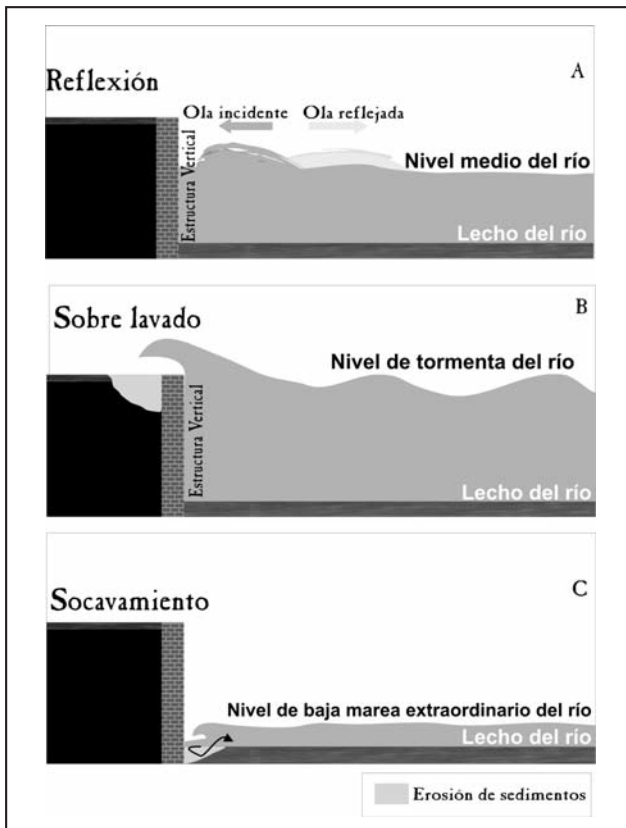 Reflexión
A
Ola incidente
Ola reflejada
Estructura Vertical
Nivel medio del río
Lecho del río
Sobre lavado
B
Nivel de tormenta del río
Estructura Vertical
Lecho del río
Socavamiento
C
Nivel de baja marea extraordinario del río
Lecho del río
Erosión de sedimentos